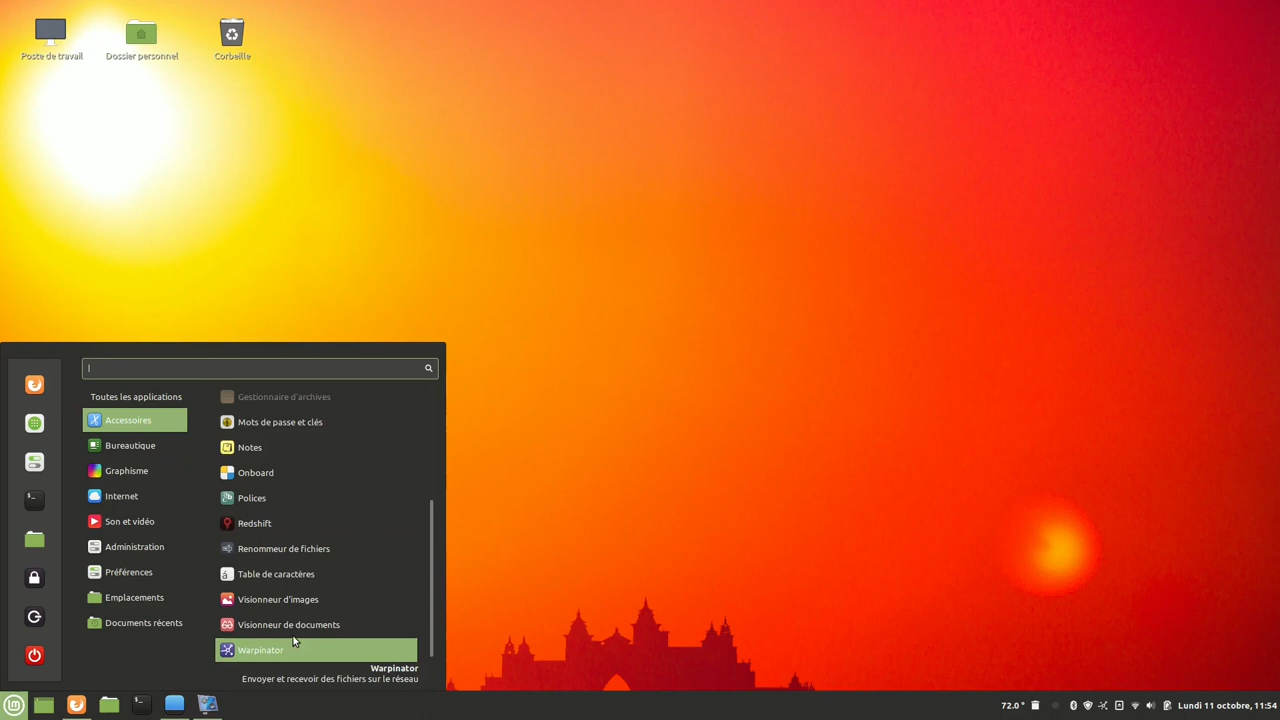 Poste de travail
Dossier personnel
Corbeille
Toutes les applications
Accessoires
Bureautique
Graphisme
Internet
Son et vidéo
Administration
Préférences
Emplacements
Documents récents
Gestionnaire d'archives
Mots de passe et clés
Notes
Onboard
Polices
Redshift
Renommeur de fichiers
Table de caractères
Visionneur d'images
Visionneur de documents
Warpinator
Warpinator
Envoyer et recevoir des fichiers sur le réseau
72.0 °
Lundi 11 octobre, 11:54